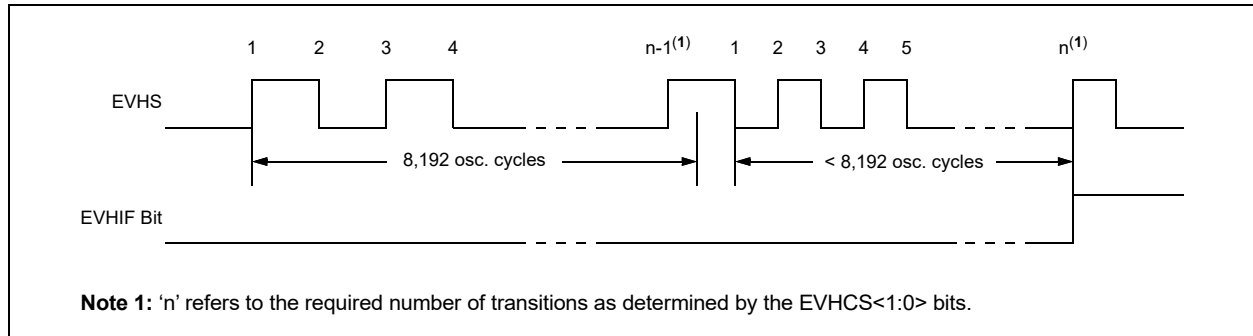 1 2 3 4 n-1(1) 1 2 3 4 5 n(1)
EVHS
8,192 osc. cycles < 8,192 osc. cycles
EVHIF Bit
Note 1: ‘n’ refers to the required number of transitions as determined by the EVHCS<1:0> bits.